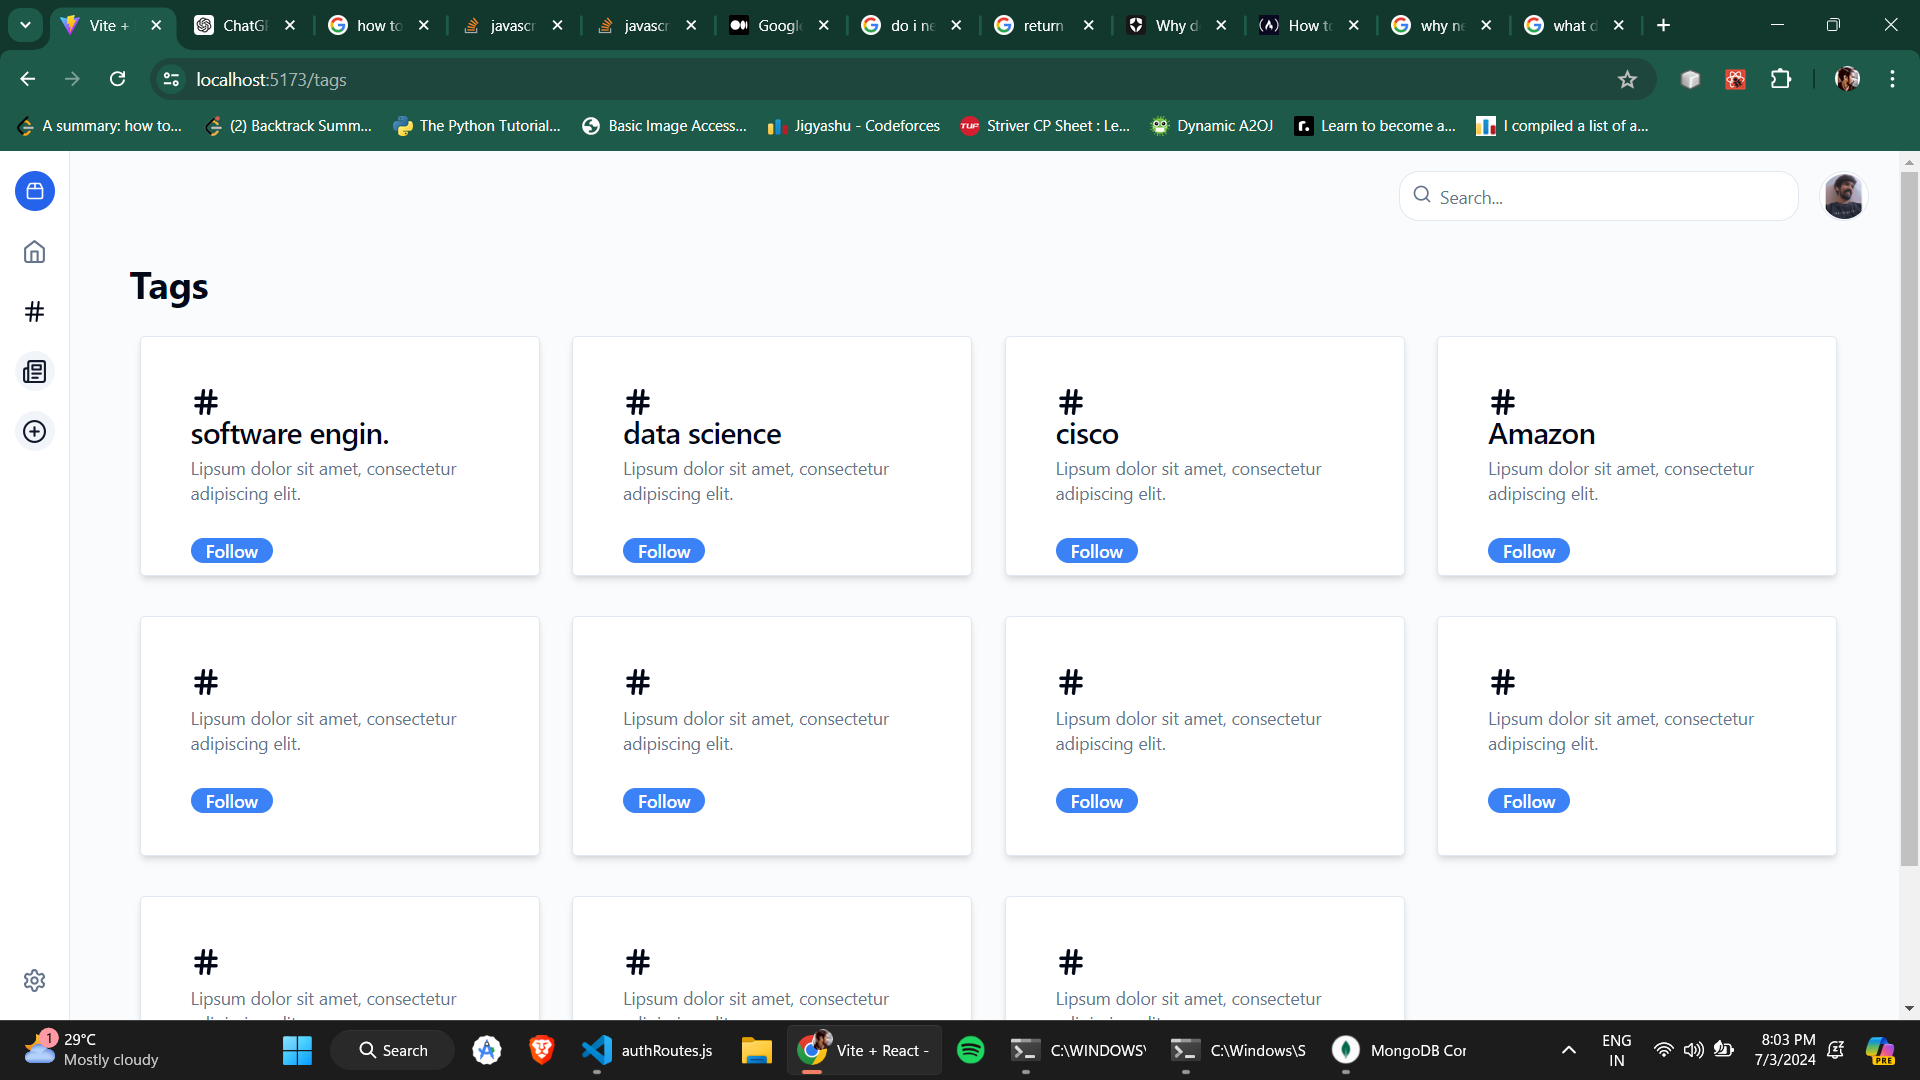 Vite +
ChatGP
how to
javascr
javascr
Google
do i ne
return
Why d
How to
why ne
what d
localhost:5173/tags
A summary: how to...
(2) Backtrack Summ...
The Python Tutorial...
Basic Image Access...
Jigyashu - Codeforces
TUF
Striver CP Sheet : Le...
Dynamic A2OJ
r.
Learn to become a...
I compiled a list of a...
Search...
Tags
#
#
#
#
#
software engin.
data science
cisco
Amazon
Lipsum dolor sit amet, consectetur
adipiscing elit.
Lipsum dolor sit amet, consectetur
adipiscing elit.
Lipsum dolor sit amet, consectetur
adipiscing elit.
Lipsum dolor sit amet, consectetur
adipiscing elit.
Follow
Follow
Follow
Follow
#
#
#
#
Lipsum dolor sit amet, consectetur
adipiscing elit.
Lipsum dolor sit amet, consectetur
adipiscing elit.
Lipsum dolor sit amet, consectetur
adipiscing elit.
Lipsum dolor sit amet, consectetur
adipiscing elit.
Follow
Follow
Follow
Follow
#
#
#
Lipsum dolor sit amet, consectetur
Lipsum dolor sit amet, consectetur
Lipsum dolor sit amet, consectetur
1
29°C
Mostly cloudy
Search
authRoutes.js
Vite + React -
C:\WINDOWS\
C:\Windows\S
MongoDB Cor
ENG
IN
8:03 PM
7/3/2024
PRE